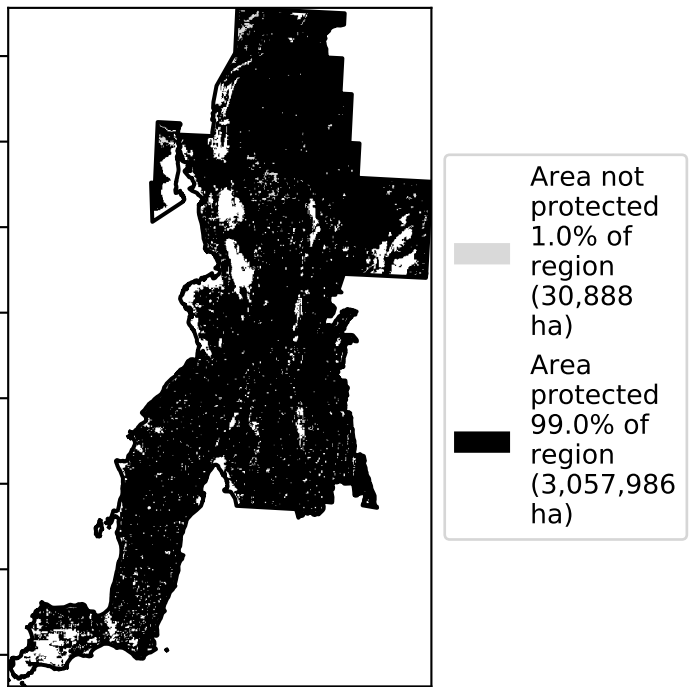 Area not
protected
1.0% of
region
(30,888
ha)
Area
protected
99.0% of
region
(3,057,986
ha)